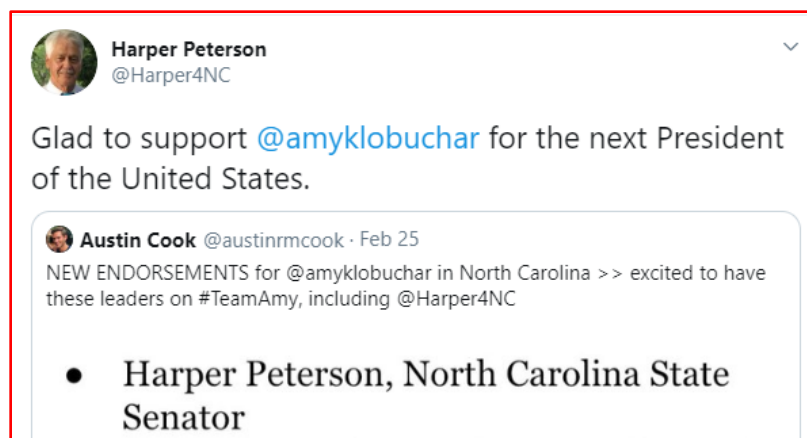 Harper Peterson
@Harper4NC
Glad to support @amyklobuchar for the next President
of the United States.
Austin Cook @austinrmcook · Feb 25
NEW ENDORSEMENTS for @amyklobuchar in North Carolina >> excited to have
these leaders on #TeamAmy, including @Harper4NC
● Harper Peterson, North Carolina State
Senator